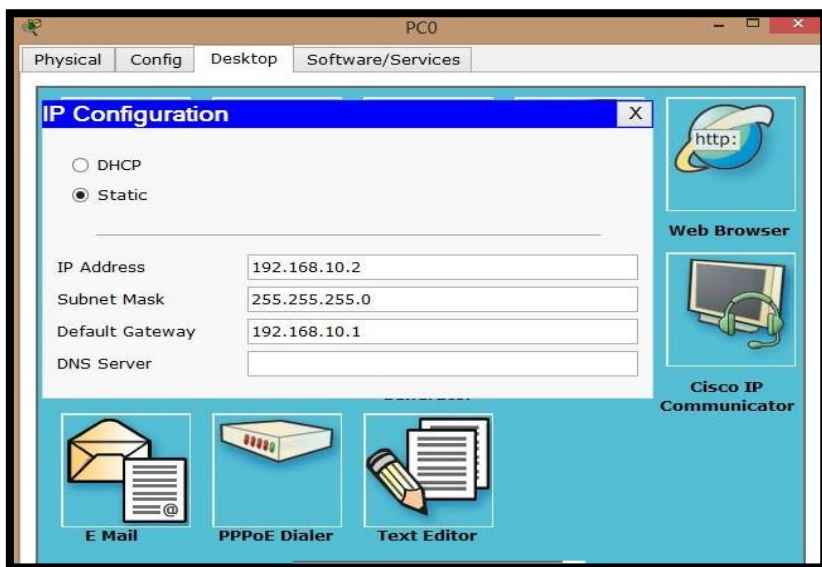 PC0
Physical Config Desktop Software/Services
IP Configuration X
http:
DHCP
Static
Web Browser
IP Address 192.168.10.2
Subnet Mask 255.255.255.0
Default Gateway 192.168.10.1
DNS Server
Cisco IP
Communicator
@
E Mail PPPoE Dialer Text Editor